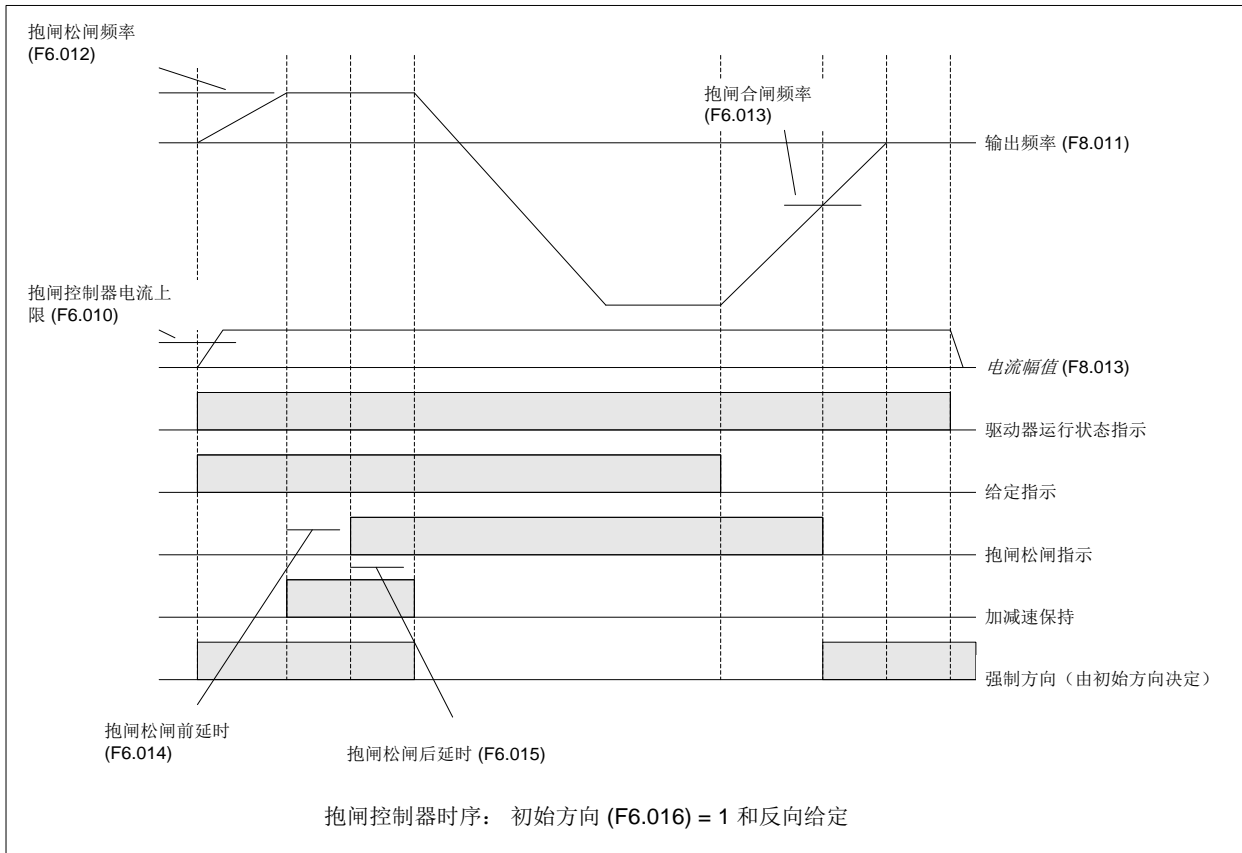 抱闸松闸频率
(F6.012)
抱闸合闸频率
(F6.013)
输出频率 (F8.011)
抱闸控制器电流上
限 (F6.010)
电流幅值 (F8.013)
驱动器运行状态指示
给定指示
抱闸松闸指示
加减速保持
强制方向（由初始方向决定）
抱闸松闸前延时
(F6.014)
抱闸松闸后延时 (F6.015)
抱闸控制器时序： 初始方向 (F6.016) = 1 和反向给定